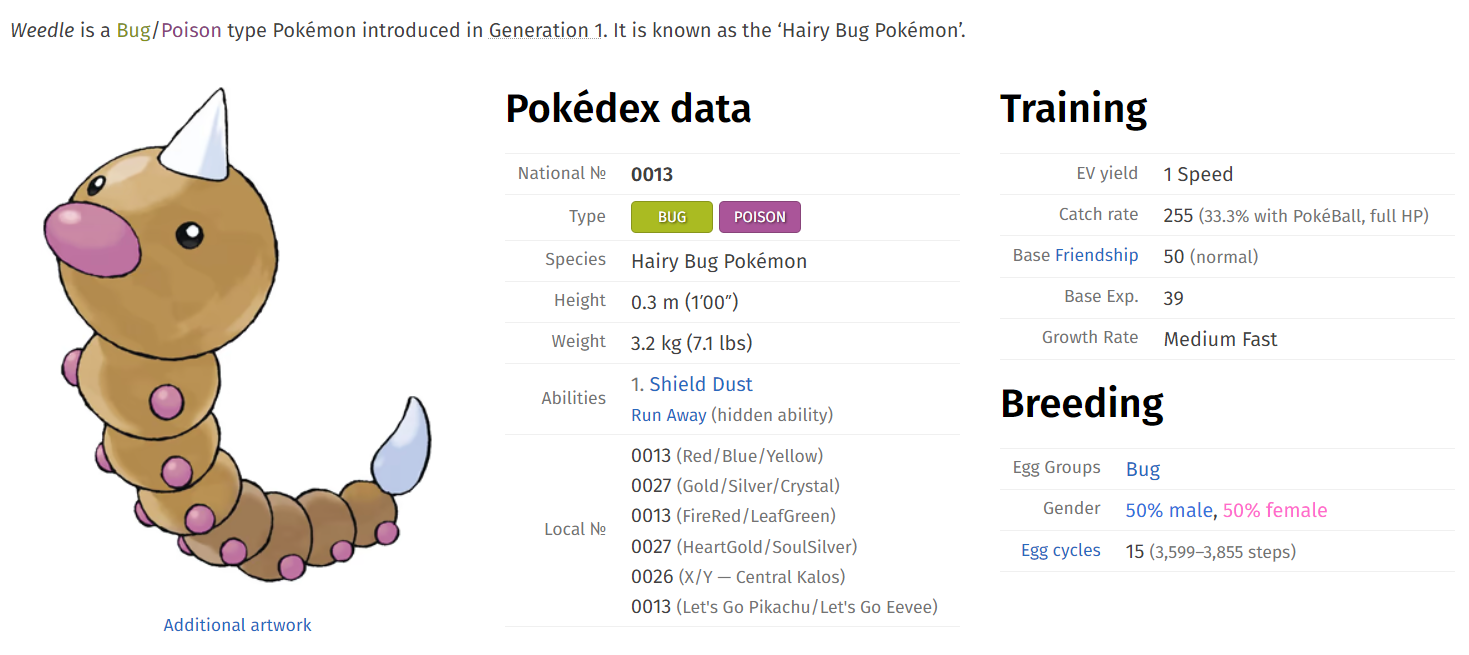 Weedle is a Bug/Poison type Pokémon introduced in Generation 1. It is known as the ‘Hairy Bug Pokémon’.
Additional artwork
Pokédex data
National № 0013
Type BUG POISON
Species Hairy Bug Pokémon
Height 0.3 m (1′00″)
Weight 3.2 kg (7.1 lbs)
Abilities 1. Shield Dust
Run Away (hidden ability)
Local № 0013 (Red/Blue/Yellow)
0027 (Gold/Silver/Crystal)
0013 (FireRed/LeafGreen)
0027 (HeartGold/SoulSilver)
0026 (X/Y — Central Kalos)
0013 (Let's Go Pikachu/Let's Go Eevee)
Training
EV yield 1 Speed
Catch rate 255 (33.3% with PokéBall, full HP)
Base Friendship 50 (normal)
Base Exp. 39
Growth Rate Medium Fast
Breeding
Egg Groups Bug
Gender 50% male, 50% female
Egg cycles 15 (3,599–3,855 steps)